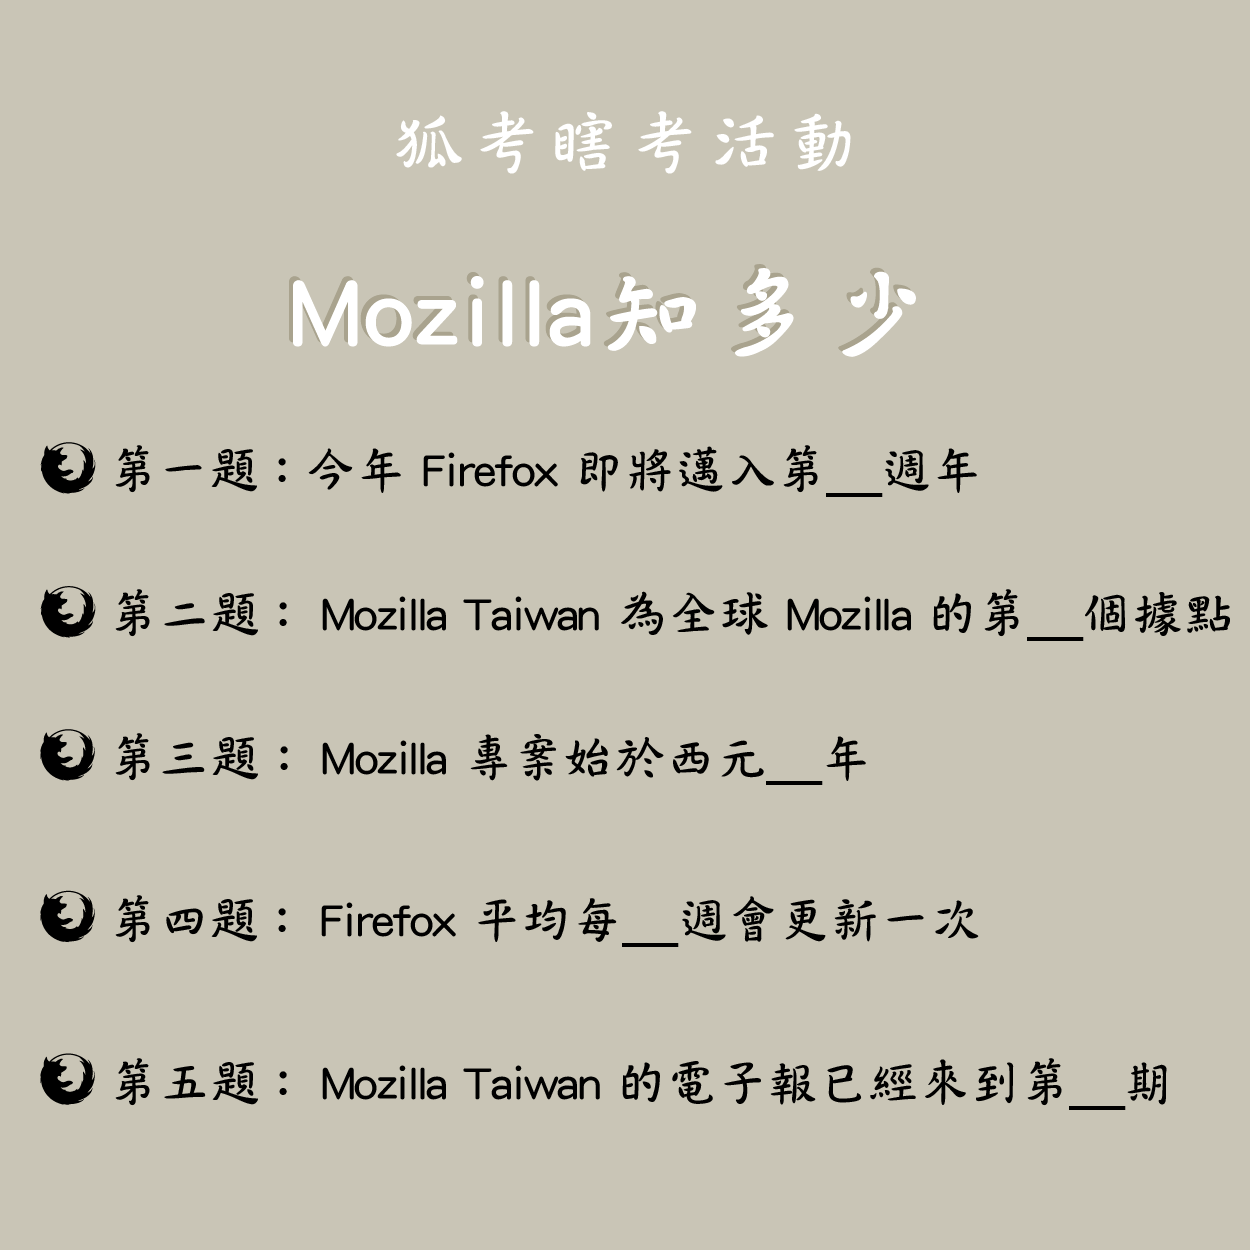 狐考瞎考活動
Mozilla知多少
第一題：今年 Firefox 即將邁入第__週年
第二題： Mozilla Taiwan 為全球 Mozilla 的第__個據點
第三題： Mozilla 專案始於西元__年
第四題： Firefox 平均每__週會更新一次
第五題： Mozilla Taiwan 的電子報已經來到第__期